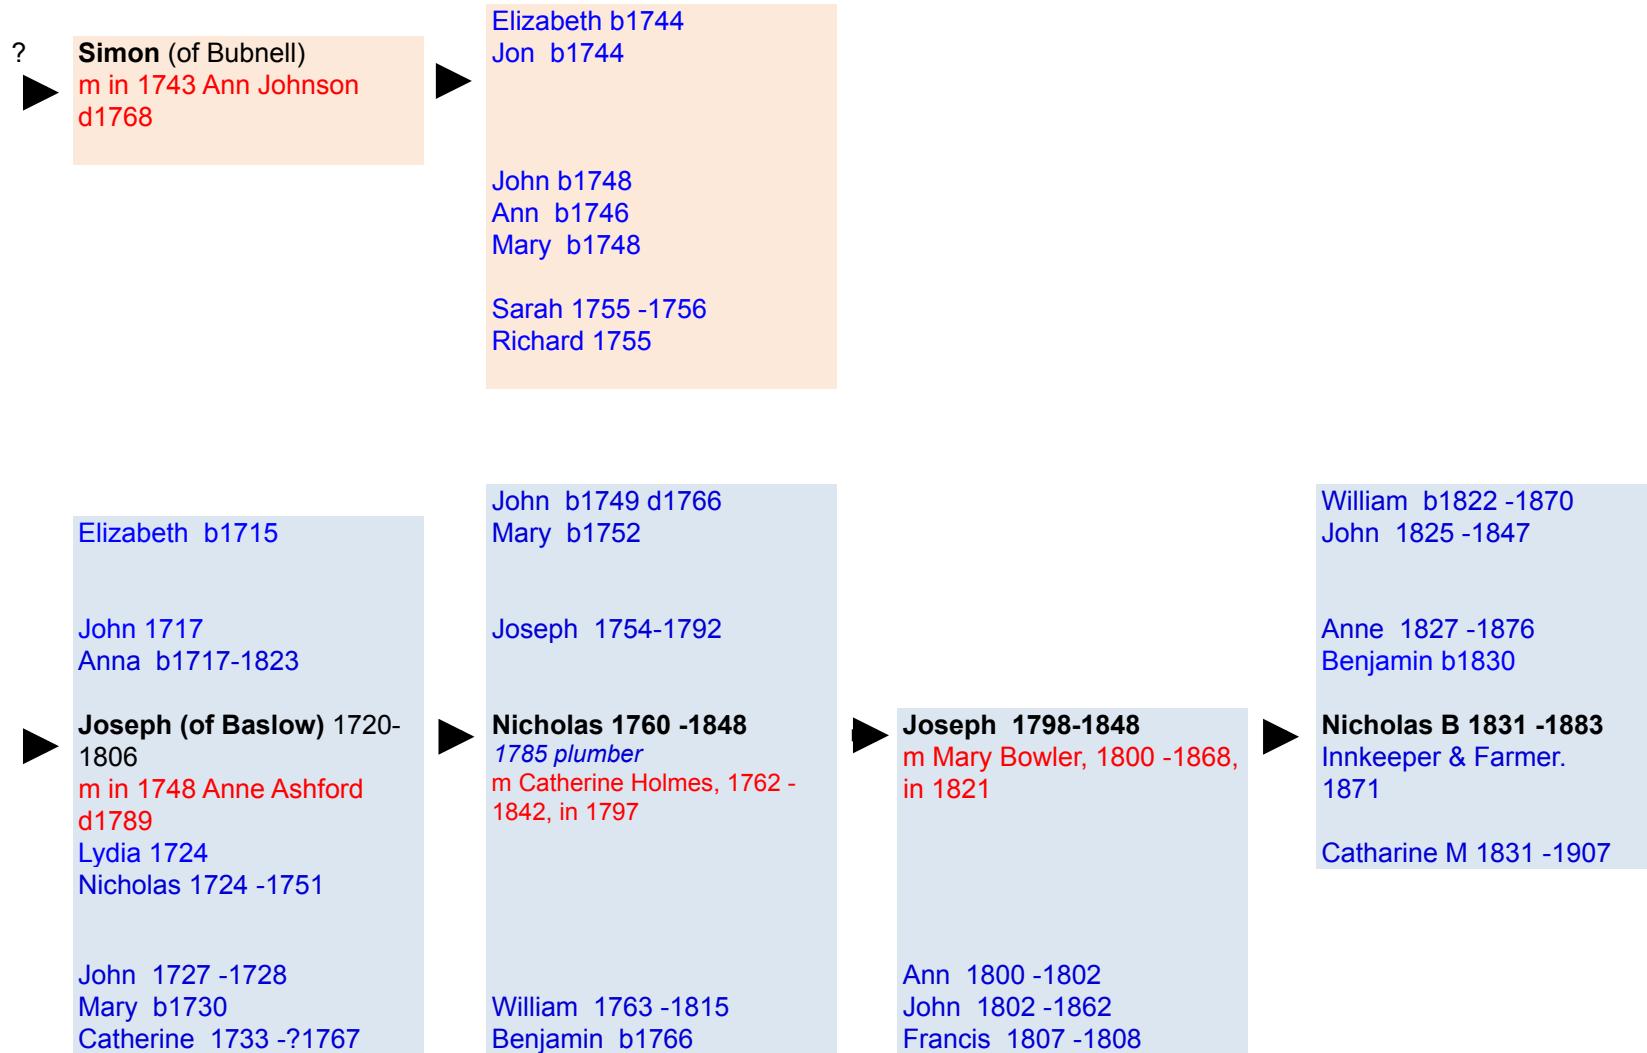 ?
Simon (of Bubnell)
m in 1743 Ann Johnson
d1768
Elizabeth b1744
Jon b1744
John b1748
Ann b1746
Mary b1748
Sarah 1755 -1756
Richard 1755
Elizabeth b1715
John 1717
Anna b1717-1823
Joseph (of Baslow) 1720-
1806
m in 1748 Anne Ashford
d1789
Lydia 1724
Nicholas 1724 -1751
John 1727 -1728
Mary b1730
Catherine 1733 -?1767
John b1749 d1766
Mary b1752
Joseph 1754-1792
Nicholas 1760 -1848
1785 plumber
m Catherine Holmes, 1762 -
1842, in 1797
William 1763 -1815
Benjamin b1766
Joseph 1798-1848
m Mary Bowler, 1800 -1868,
in 1821
Ann 1800 -1802
John 1802 -1862
Francis 1807 -1808
William b1822 -1870
John 1825 -1847
Anne 1827 -1876
Benjamin b1830
Nicholas B 1831 -1883
Innkeeper & Farmer.
1871
Catharine M 1831 -1907